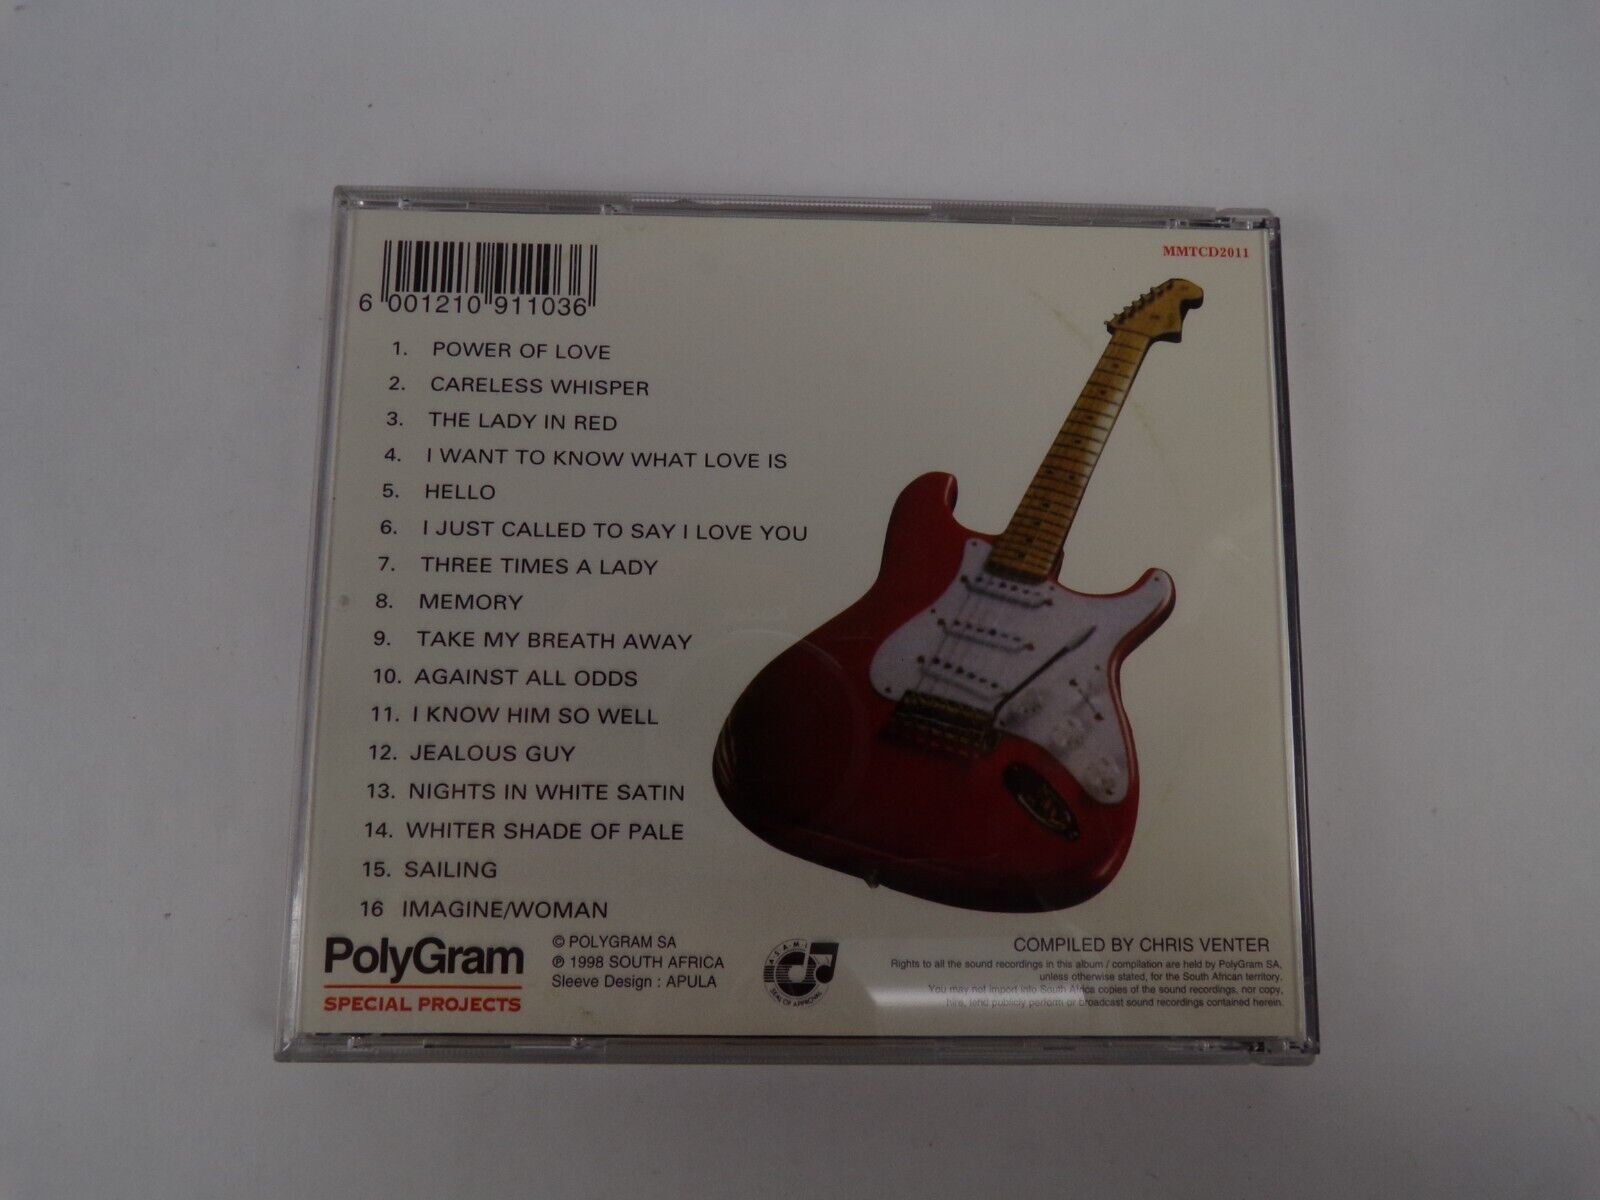 MMTCD2011
6 001210 911036
1. POWER OF LOVE
2. CARELESS WHISPER
3. THE LADY IN RED
4. I WANT TO KNOW WHAT LOVE IS
5. HELLO
6. I JUST CALLED TO SAY I LOVE YOU
7. THREE TIMES A LADY
8. MEMORY
9. TAKE MY BREATH AWAY
10. AGAINST ALL ODDS
11. I KNOW HIM SO WELL
12. JEALOUS GUY
13. NIGHTS IN WHITE SATIN
14. WHITER SHADE OF PALE
15. SAILING
16 IMAGINE/WOMAN
PolyGram
SPECIAL PROJECTS
© POLYGRAM SA
℗ 1998 SOUTH AFRICA
Sleeve Design : APULA
A.S.A.M.I
SEAL OF APPROVAL
COMPILED BY CHRIS VENTER
Rights to all the sound recordings in this album / compilation are held by PolyGram SA,
unless otherwise stated, for the South African territory.
You may not import into South Africa copies of the sound recordings, nor copy,
hire, lend publicly perform or broadcast sound recordings contained herein.